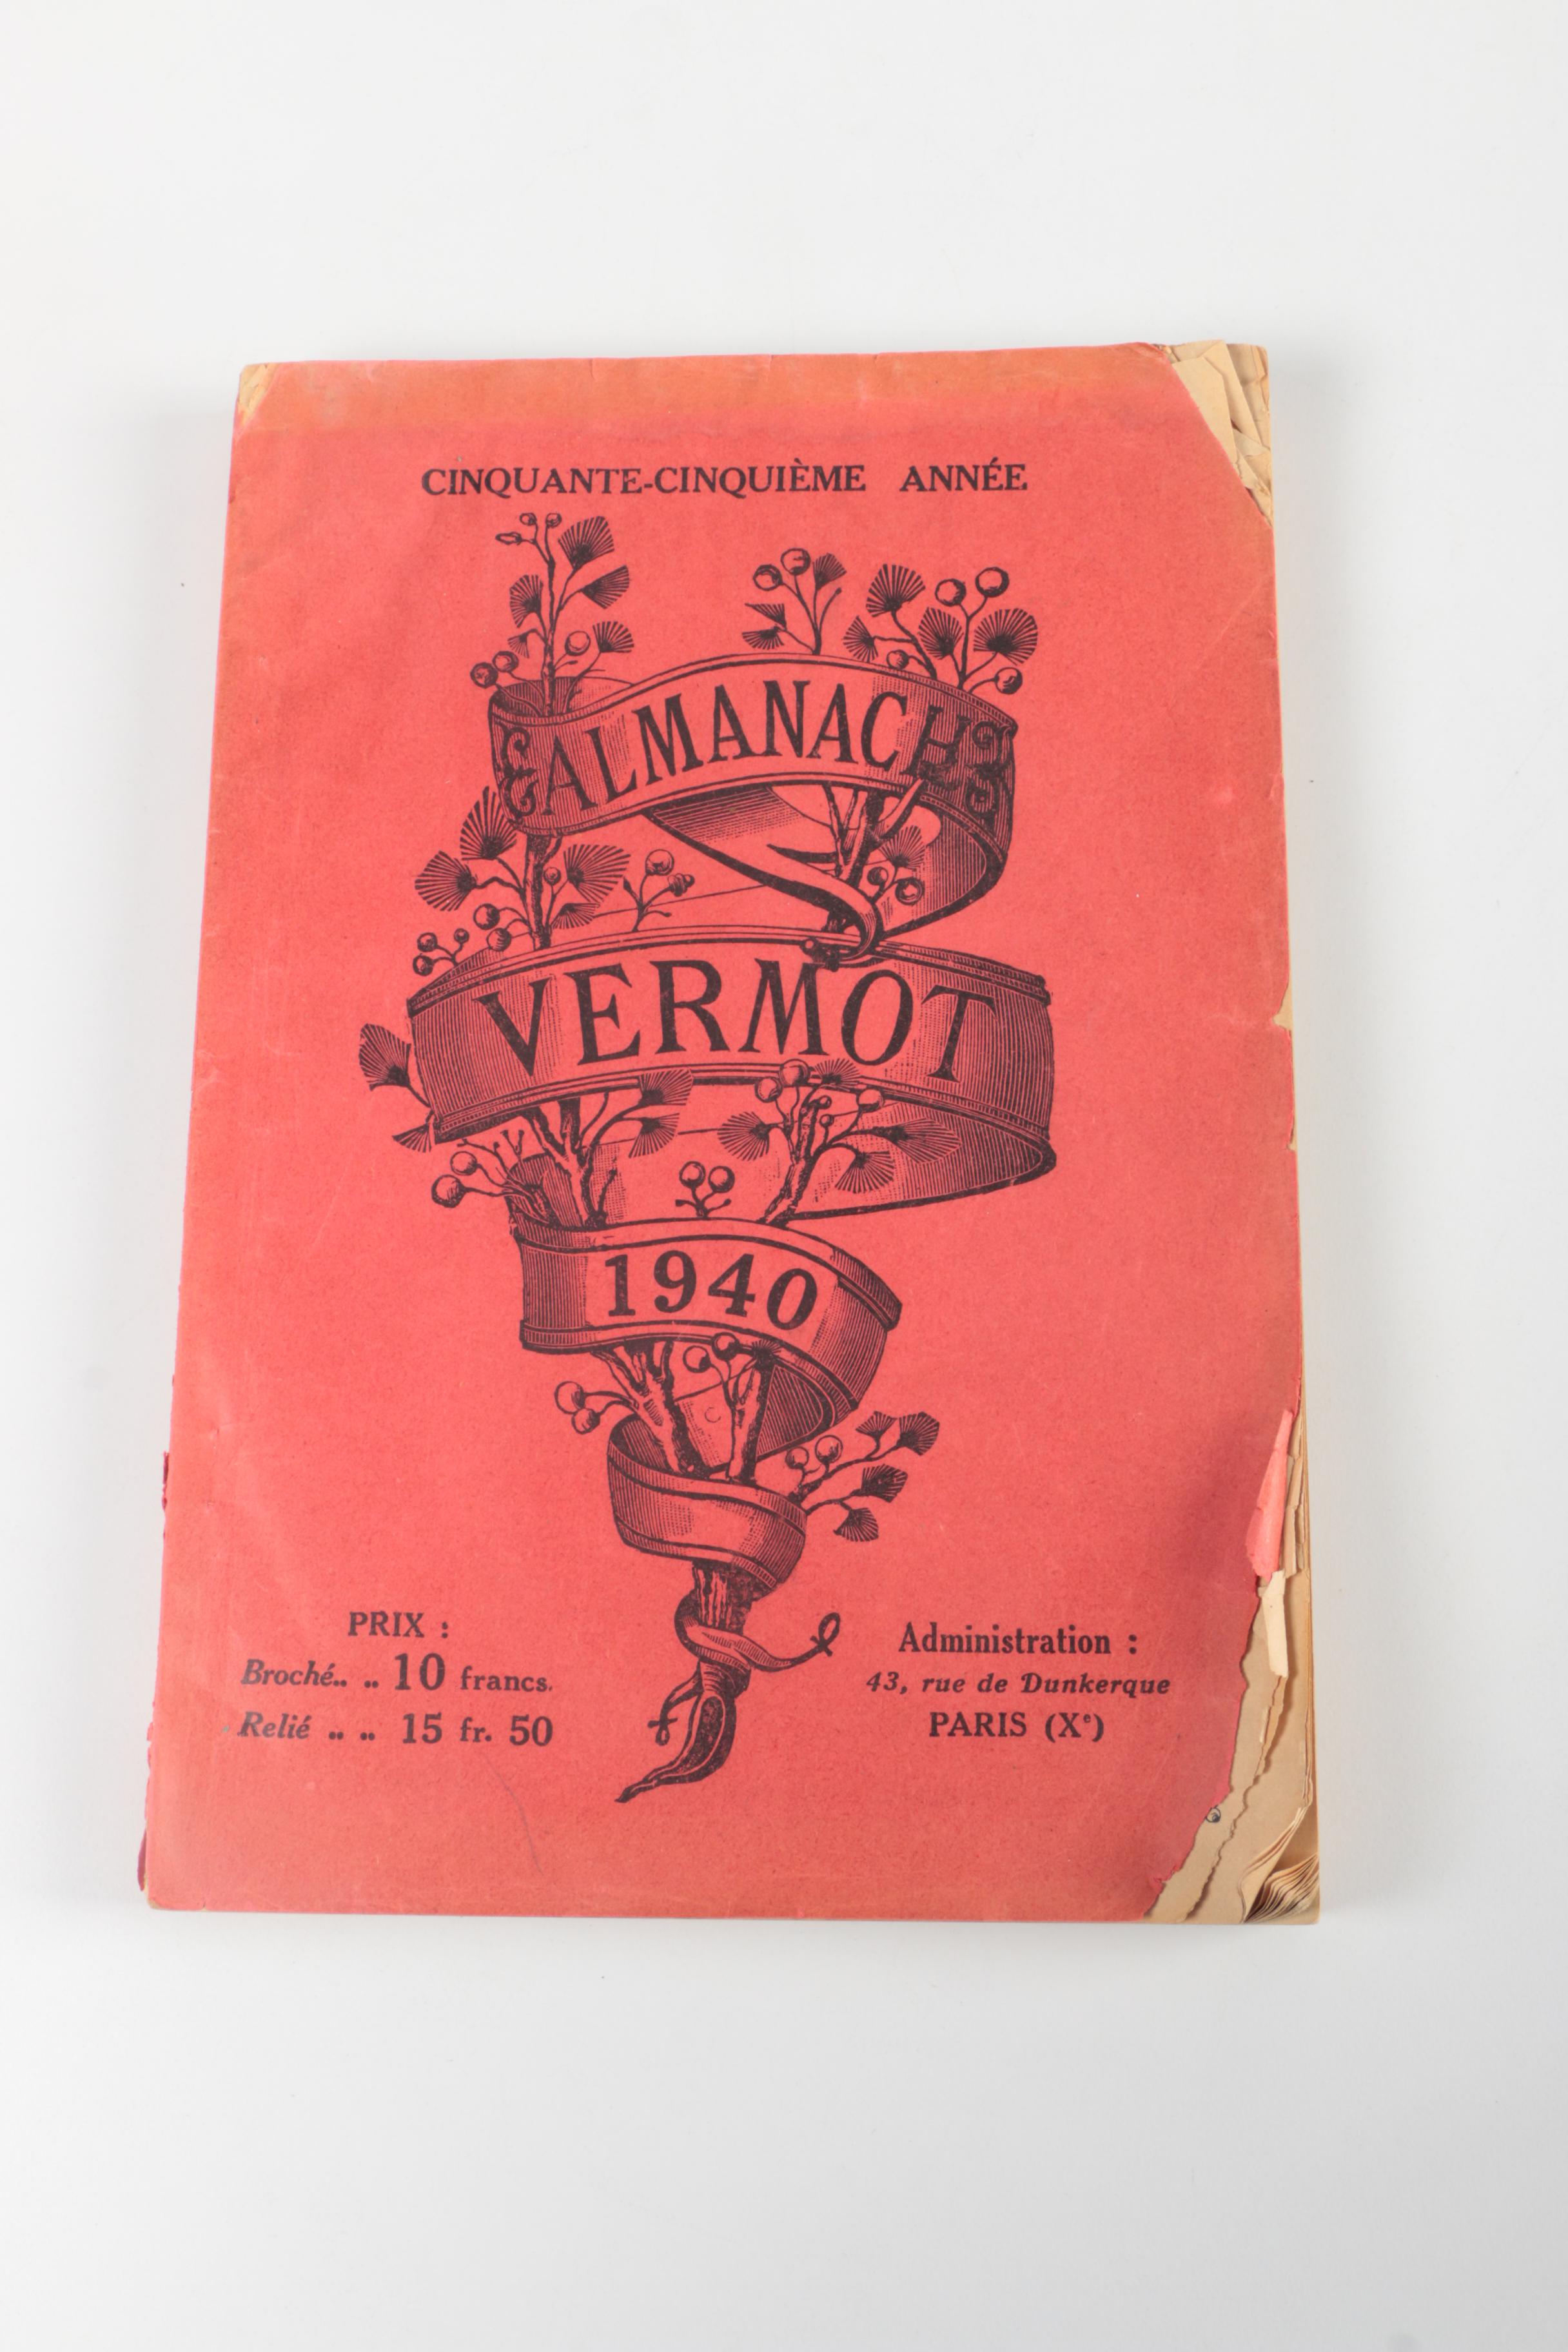 CINQUANTE-CINQUIÈME ANNÉE
ALMANACH
VERMOT
1940
PRIX :
Broché.. .. 10 francs.
Relié .. .. 15 fr. 50
Administration :
43, rue de Dunkerque
PARIS (Xe)